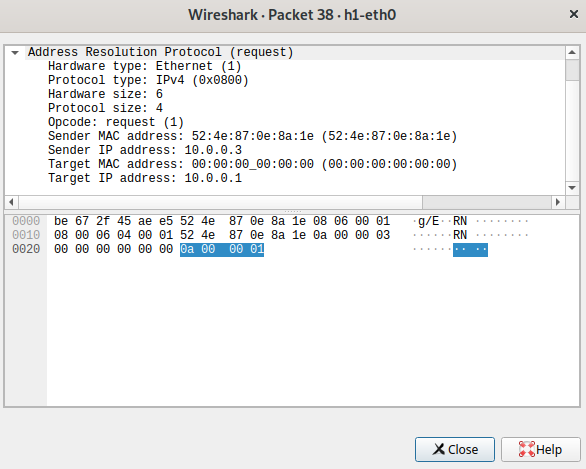 Wireshark · Packet 38 · h1-eth0
Address Resolution Protocol (request)
Hardware type: Ethernet (1)
Protocol type: IPv4 (0x0800)
Hardware size: 6
Protocol size: 4
Opcode: request (1)
Sender MAC address: 52:4e:87:0e:8a:1e (52:4e:87:0e:8a:1e)
Sender IP address: 10.0.0.3
Target MAC address: 00:00:00_00:00:00 (00:00:00:00:00:00)
Target IP address: 10.0.0.1
0000 be 67 2f 45 ae e5 52 4e 87 0e 8a 1e 08 06 00 01 ·g/E··RN ········
0010 08 00 06 04 00 01 52 4e 87 0e 8a 1e 0a 00 00 03 ······RN ········
0020 00 00 00 00 00 00 0a 00 00 01 ········ ··
Close Help